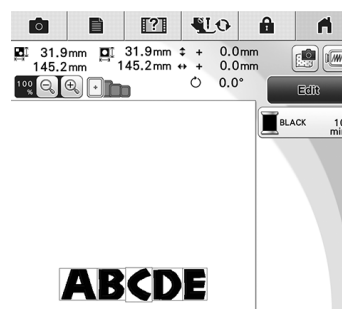 31.9mm 31.9mm + 0.0mm
145.2mm 145.2mm + 0.0mm
100 % 0.0°
Edit
BLACK
ABCDE